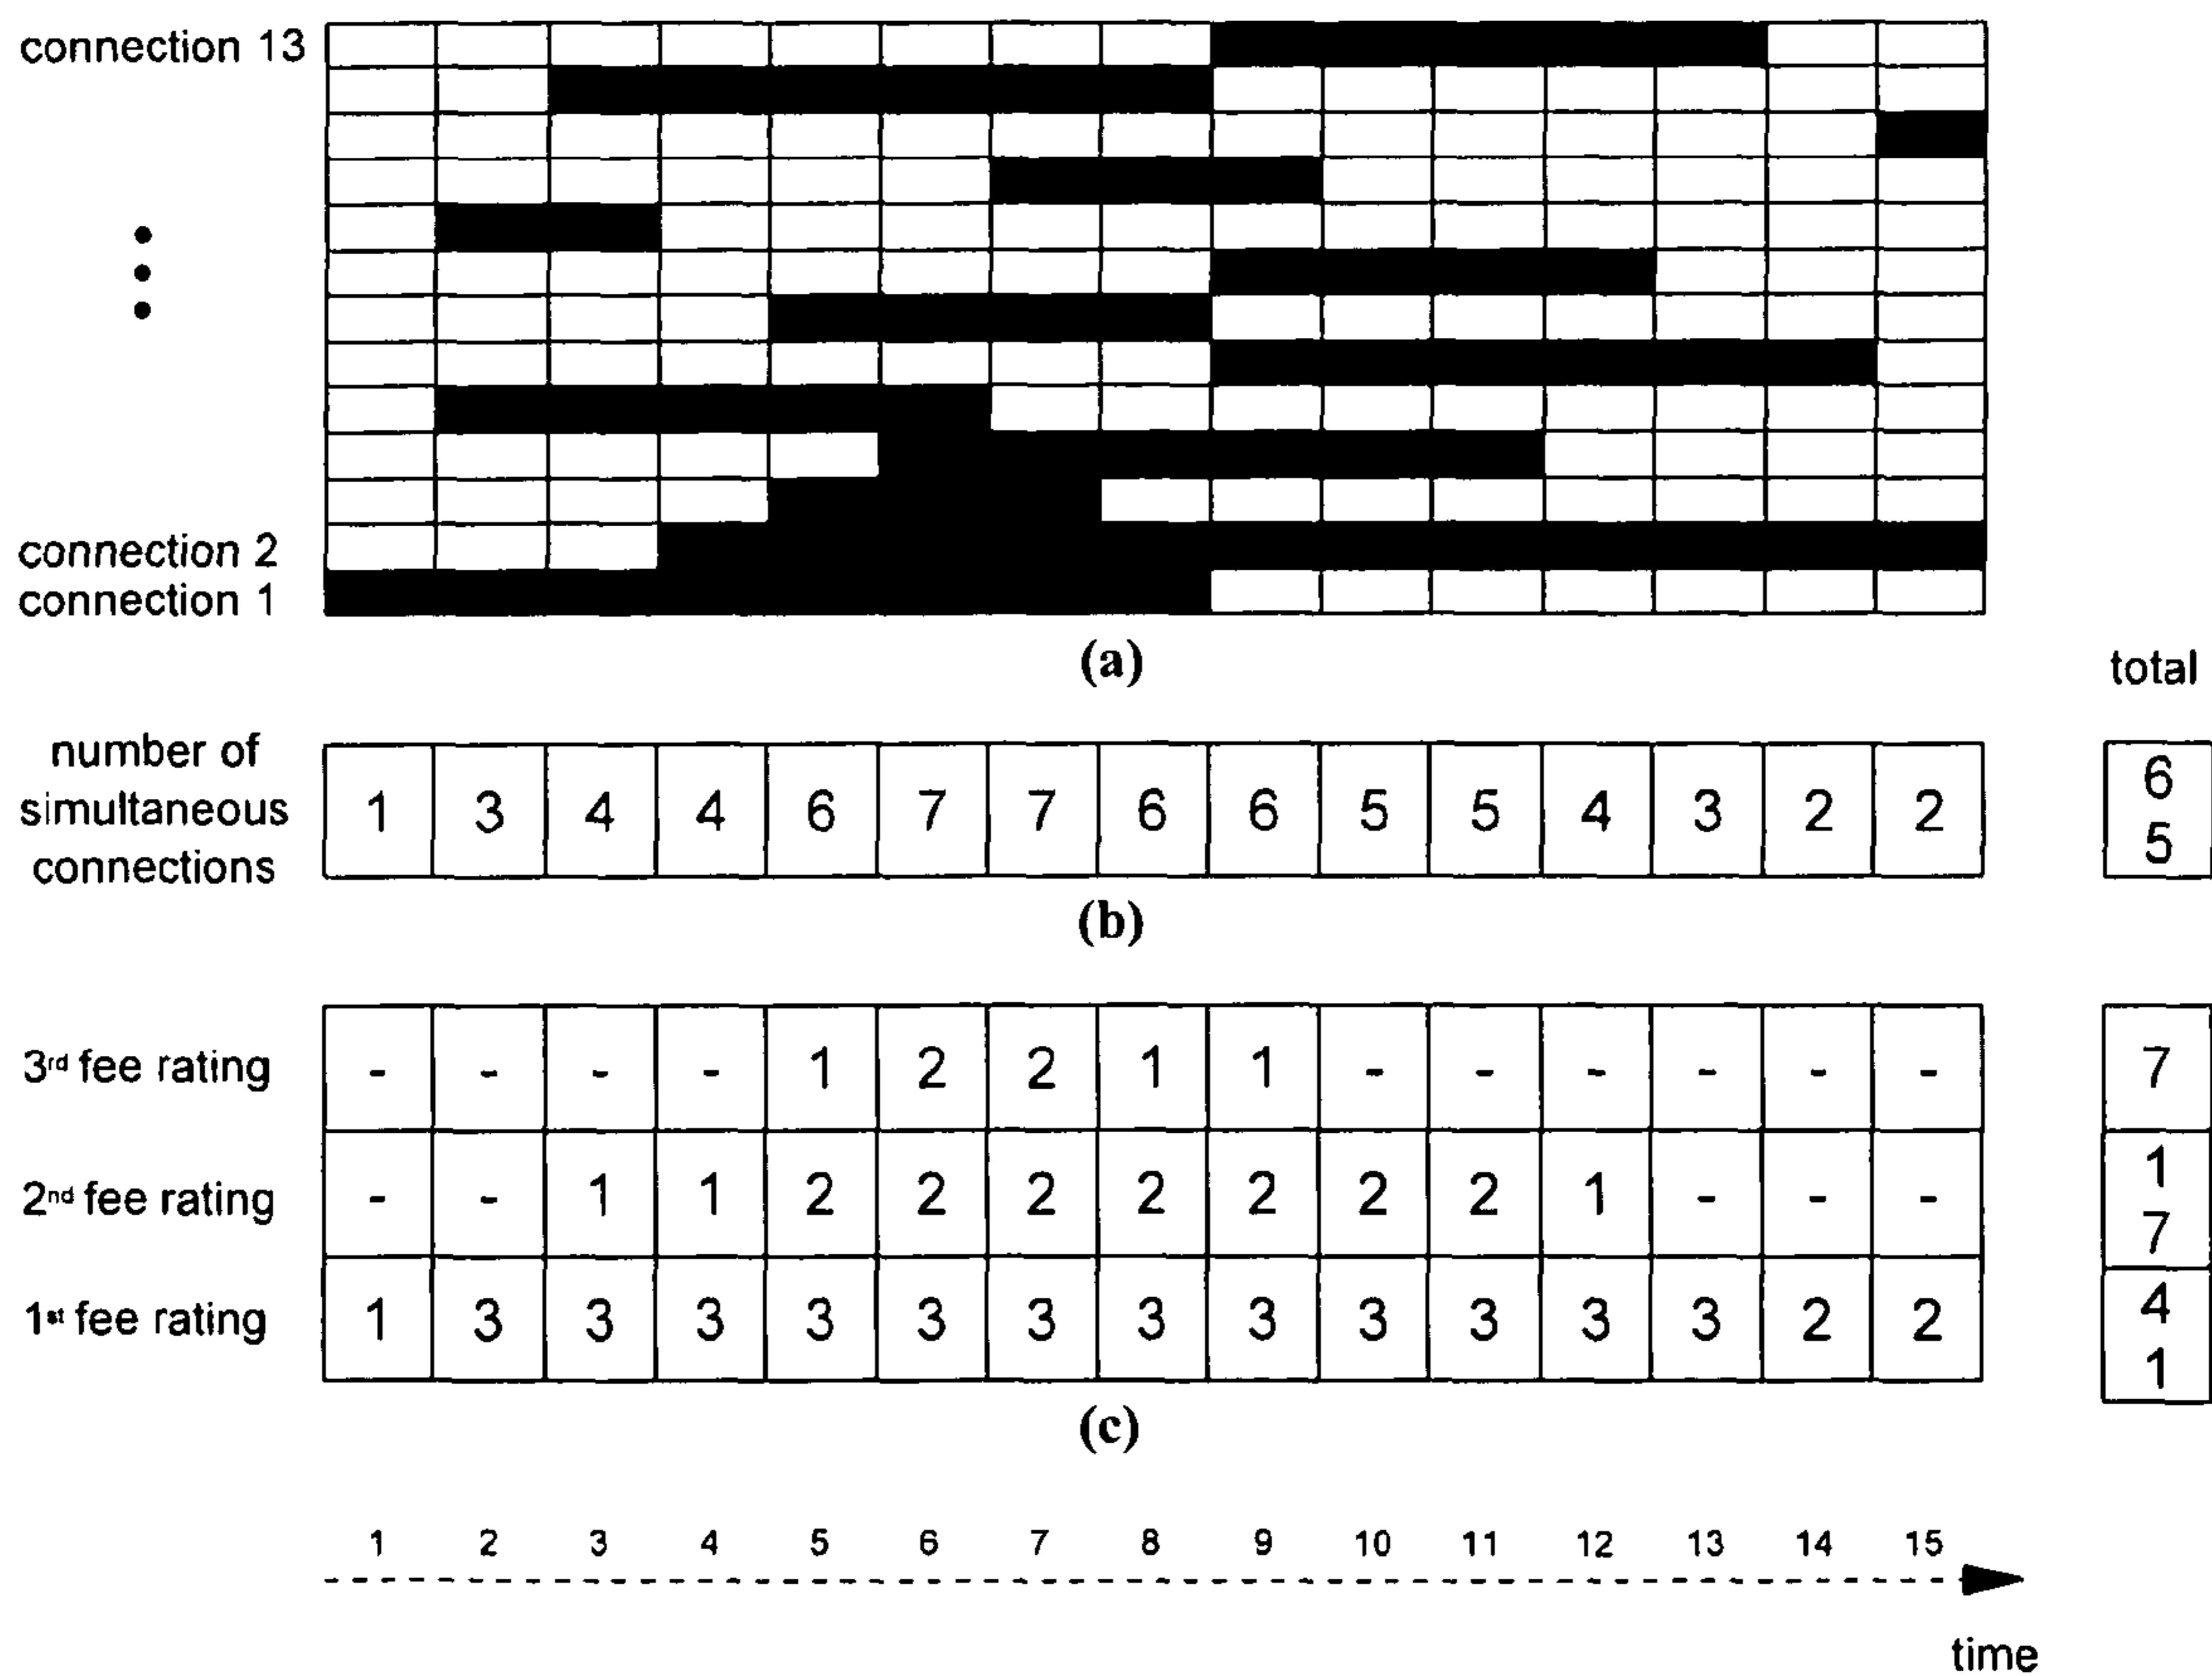 connection 13
connection 2
connection 1
(a)
total
number of
simultaneous
connections
1 3 4 4 6 7 7 6 6 5 5 4 3 2 2
6
5
(b)
3rd fee rating - - - - 1 2 2 1 1 - - - - - - 7
2nd fee rating - - 1 1 2 2 2 2 2 2 2 1 - - -
1
7
1st fee rating 1 3 3 3 3 3 3 3 3 3 3 3 3 2 2
4
1
(c)
1 2 3 4 5 6 7 8 9 10 11 12 13 14 15
time